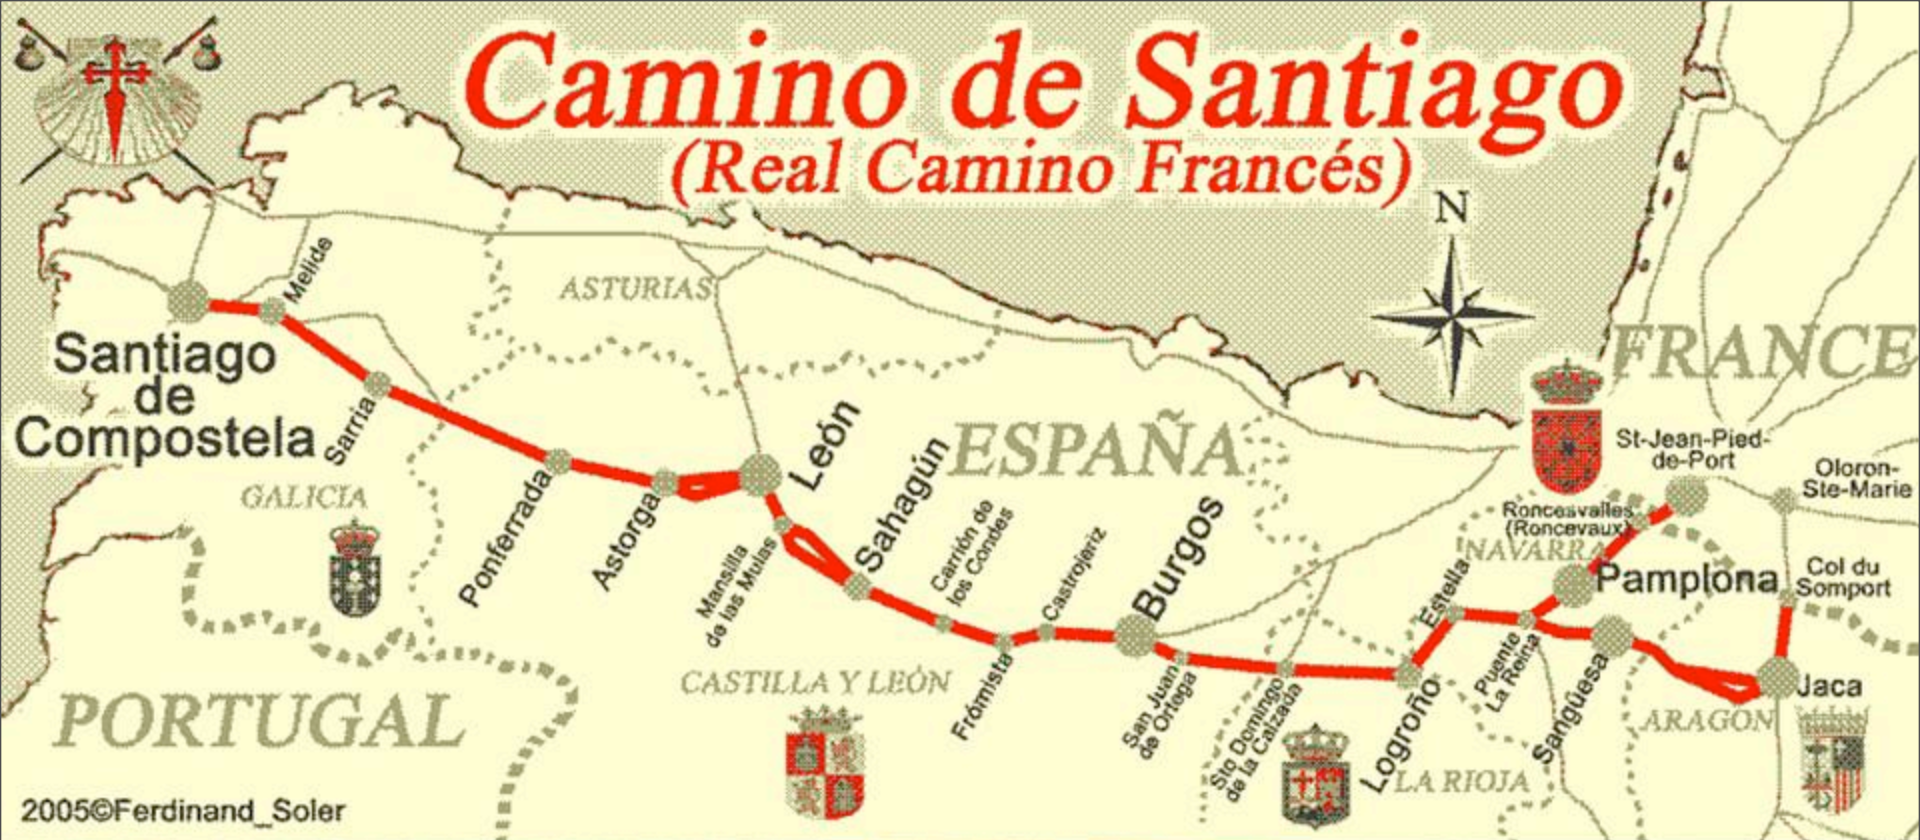 Camino de Santiago
(Real Camino Francés)
N
Melide
ASTURIAS
FRANCE
Santiago
de
Compostela
Sarria
León
Sahagún
ESPAÑA
St-Jean-Pied-
de-Port
Oloron-
Ste-Marie
GALICIA
Ponferrada
Astorga
Mansilla
de las Mulas
Carrión de
los Condes
Castrojeriz
Burgos
Roncesvalles
(Roncevaux)
NAVARRA
Pamplona
Col du
Somport
Estella
PORTUGAL
CASTILLA Y LEÓN
Frómista
San Juan
de Ortega
Sto Domingo
de la Calzada
Logroño
Puente
La Reina
Sangüesa
Jaca
ARAGÓN
LA RIOJA
2005©Ferdinand_Soler